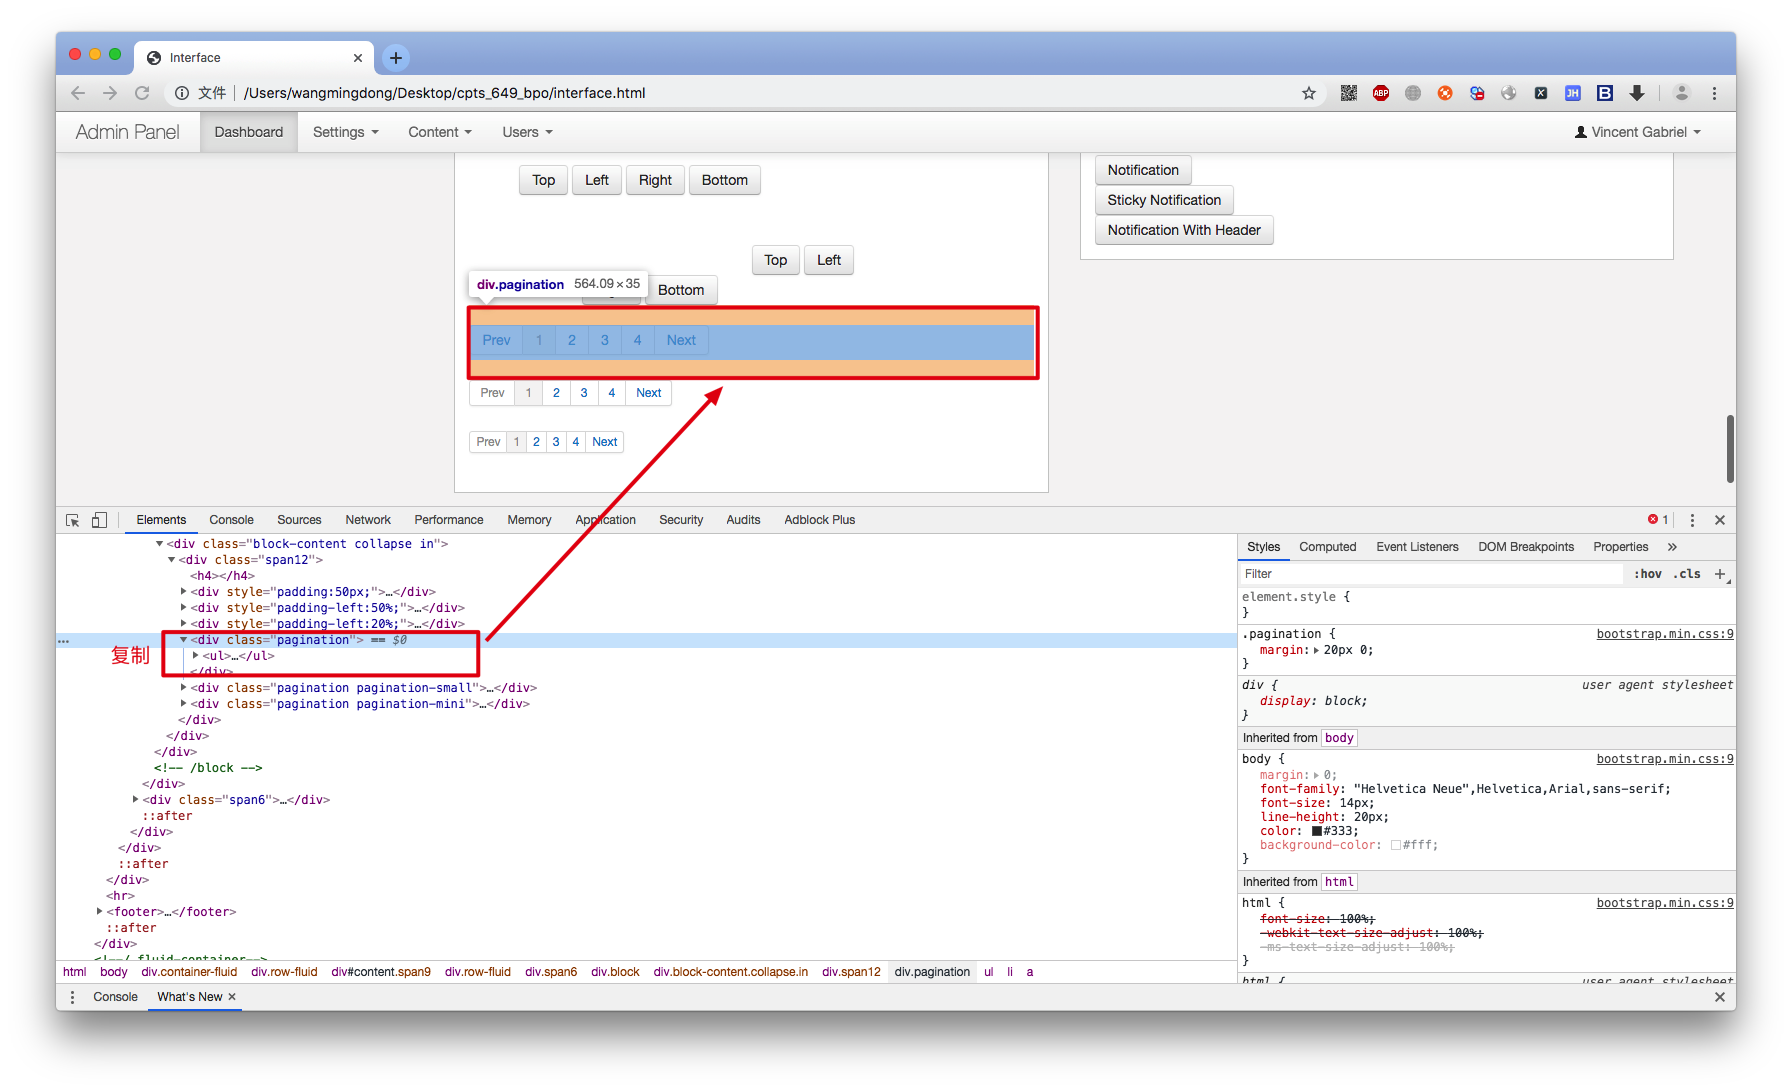 Interface
文件 /Users/wangmingdong/Desktop/cpts_649_bpo/interface.html
ABP JH B
Admin Panel Dashboard Settings Content Users Vincent Gabriel
Top Left Right Bottom
Notification
Sticky Notification
Notification With Header
Top Left
div.pagination 564.09×35
Bottom
Prev 1 2 3 4 Next
Prev 1 2 3 4 Next
Prev 1 2 3 4 Next
Elements Console Sources Network Performance Memory Application Security Audits Adblock Plus 1
<div class="block-content collapse in">
<div class="span12">
<h4></h4>
<div style="padding:50px;">…</div>
<div style="padding-left:50%;">…</div>
<div style="padding-left:20%;">…</div>
… <div class="pagination"> == $0
复制
<ul>…</ul>
</div>
<div class="pagination pagination-small">…</div>
<div class="pagination pagination-mini">…</div>
</div>
</div>
</div>
<!-- /block -->
</div>
<div class="span6">…</div>
::after
</div>
</div>
::after
</div>
<hr>
<footer>…</footer>
::after
</div>
<!--/.fluid-container-->
html body div.container-fluid div.row-fluid div#content.span9 div.row-fluid div.span6 div.block div.block-content.collapse.in div.span12 div.pagination ul li a
Console What's New
Styles Computed Event Listeners DOM Breakpoints Properties »
Filter :hov .cls +
element.style {
}
.pagination { bootstrap.min.css:9
margin: 20px 0;
}
div { user agent stylesheet
display: block;
}
Inherited from body
body { bootstrap.min.css:9
margin: 0;
font-family: "Helvetica Neue",Helvetica,Arial,sans-serif;
font-size: 14px;
line-height: 20px;
color: #333;
background-color: #fff;
}
Inherited from html
html { bootstrap.min.css:9
font-size: 100%;
-webkit-text-size-adjust: 100%;
-ms-text-size-adjust: 100%;
}
html { user agent stylesheet